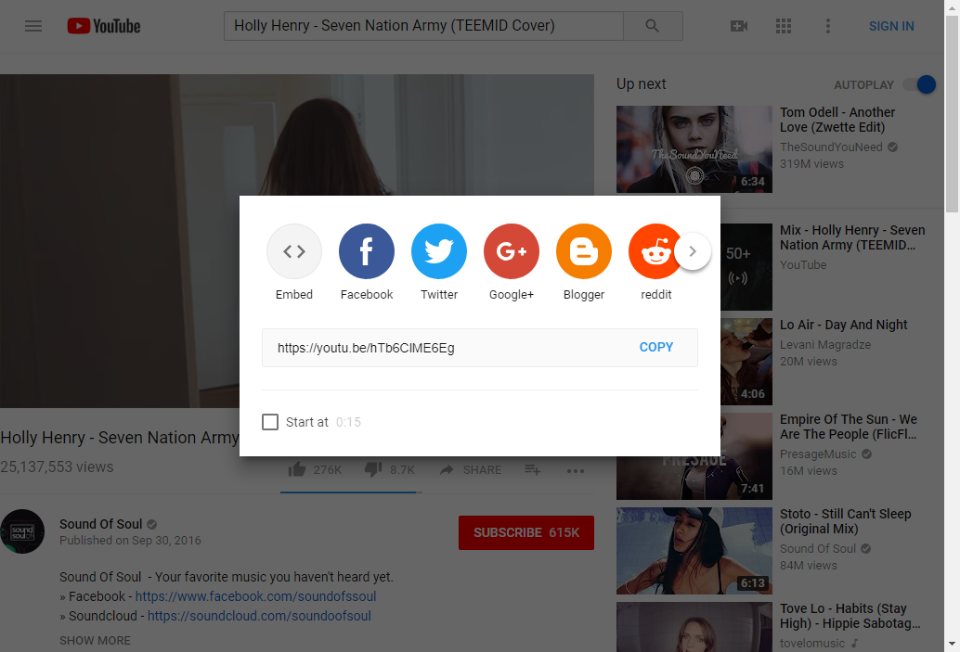 YouTube
Holly Henry - Seven Nation Army (TEEMID Cover)
SIGN IN
Up next
AUTOPLAY
TheSoundYouNeed
6:34
Tom Odell - Another
Love (Zwette Edit)
TheSoundYouNeed
319M views
50+
Mix - Holly Henry - Seven
Nation Army (TEEMID...
YouTube
4:06
Lo Air - Day And Night
Levani Magradze
20M views
PRESAGE
7:41
Empire Of The Sun - We
Are The People (FlicFl...
PresageMusic
16M views
6:13
Stoto - Still Can't Sleep
(Original Mix)
Sound Of Soul
84M views
Tove Lo - Habits (Stay
High) - Hippie Sabotag...
tovelomusic
Embed
Facebook
Twitter
G+
Google+
Blogger
reddit
https://youtu.be/hTb6ClME6Eg
COPY
Start at 0:15
Holly Henry - Seven Nation Army
25,137,553 views
276K
8.7K
SHARE
sound
soul
Sound Of Soul
Published on Sep 30, 2016
SUBSCRIBE 615K
Sound Of Soul - Your favorite music you haven't heard yet.
» Facebook - https://www.facebook.com/soundofssoul
» Soundcloud - https://soundcloud.com/soundoofsoul
SHOW MORE